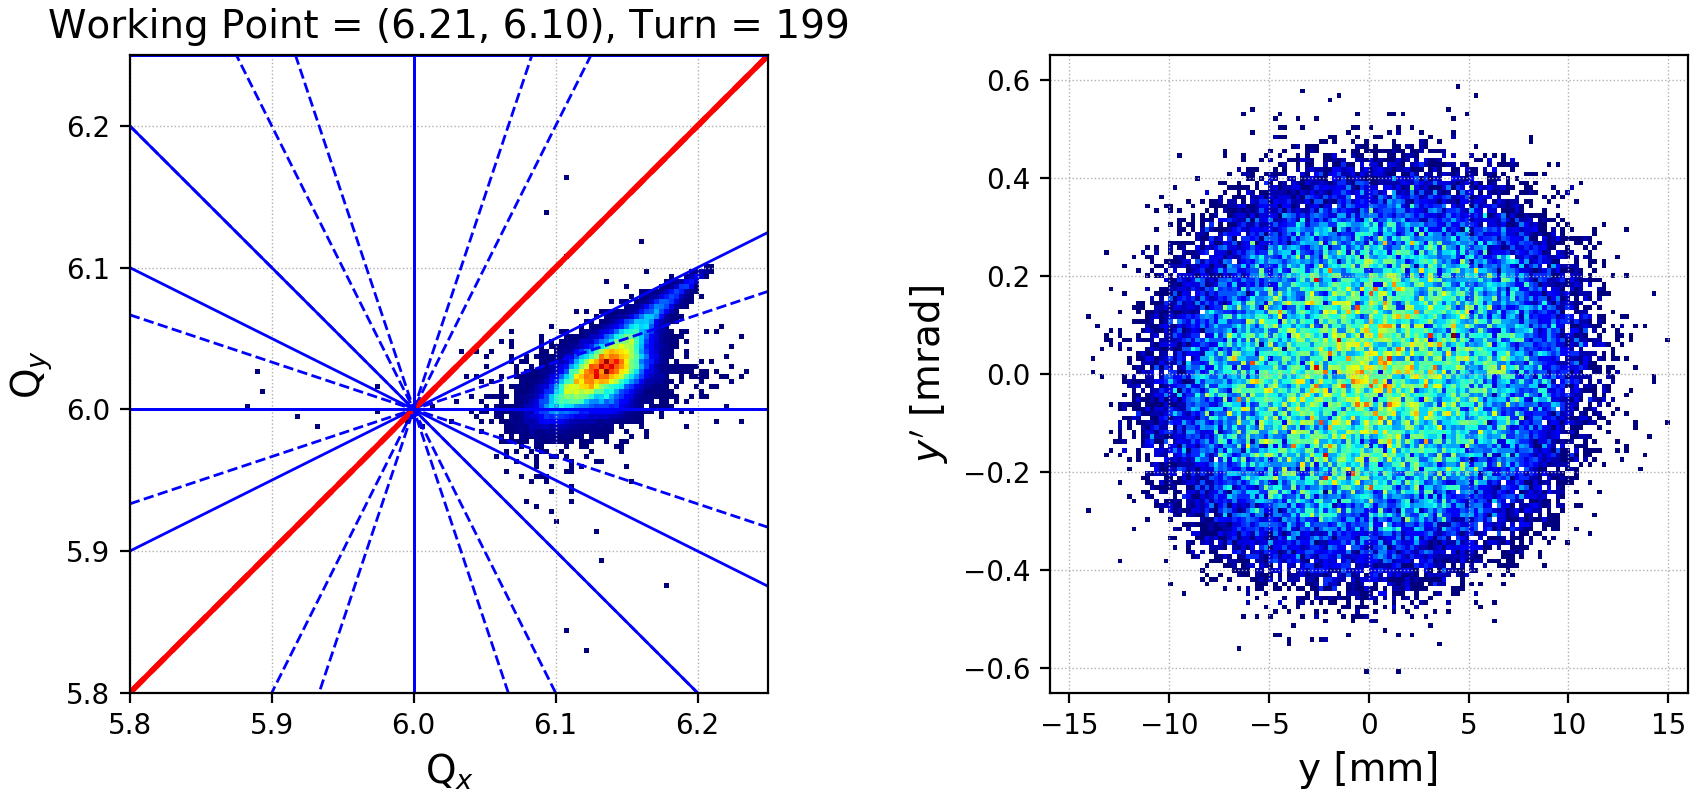 Working Point = (6.21, 6.10), Turn = 199
6.2
6.1
6.0
5.9
5.8
Q_y
5.8 5.9 6.0 6.1 6.2
Q_x
0.6
0.4
0.2
0.0
−0.2
−0.4
−0.6
y′ [mrad]
−15 −10 −5 0 5 10 15
y [mm]